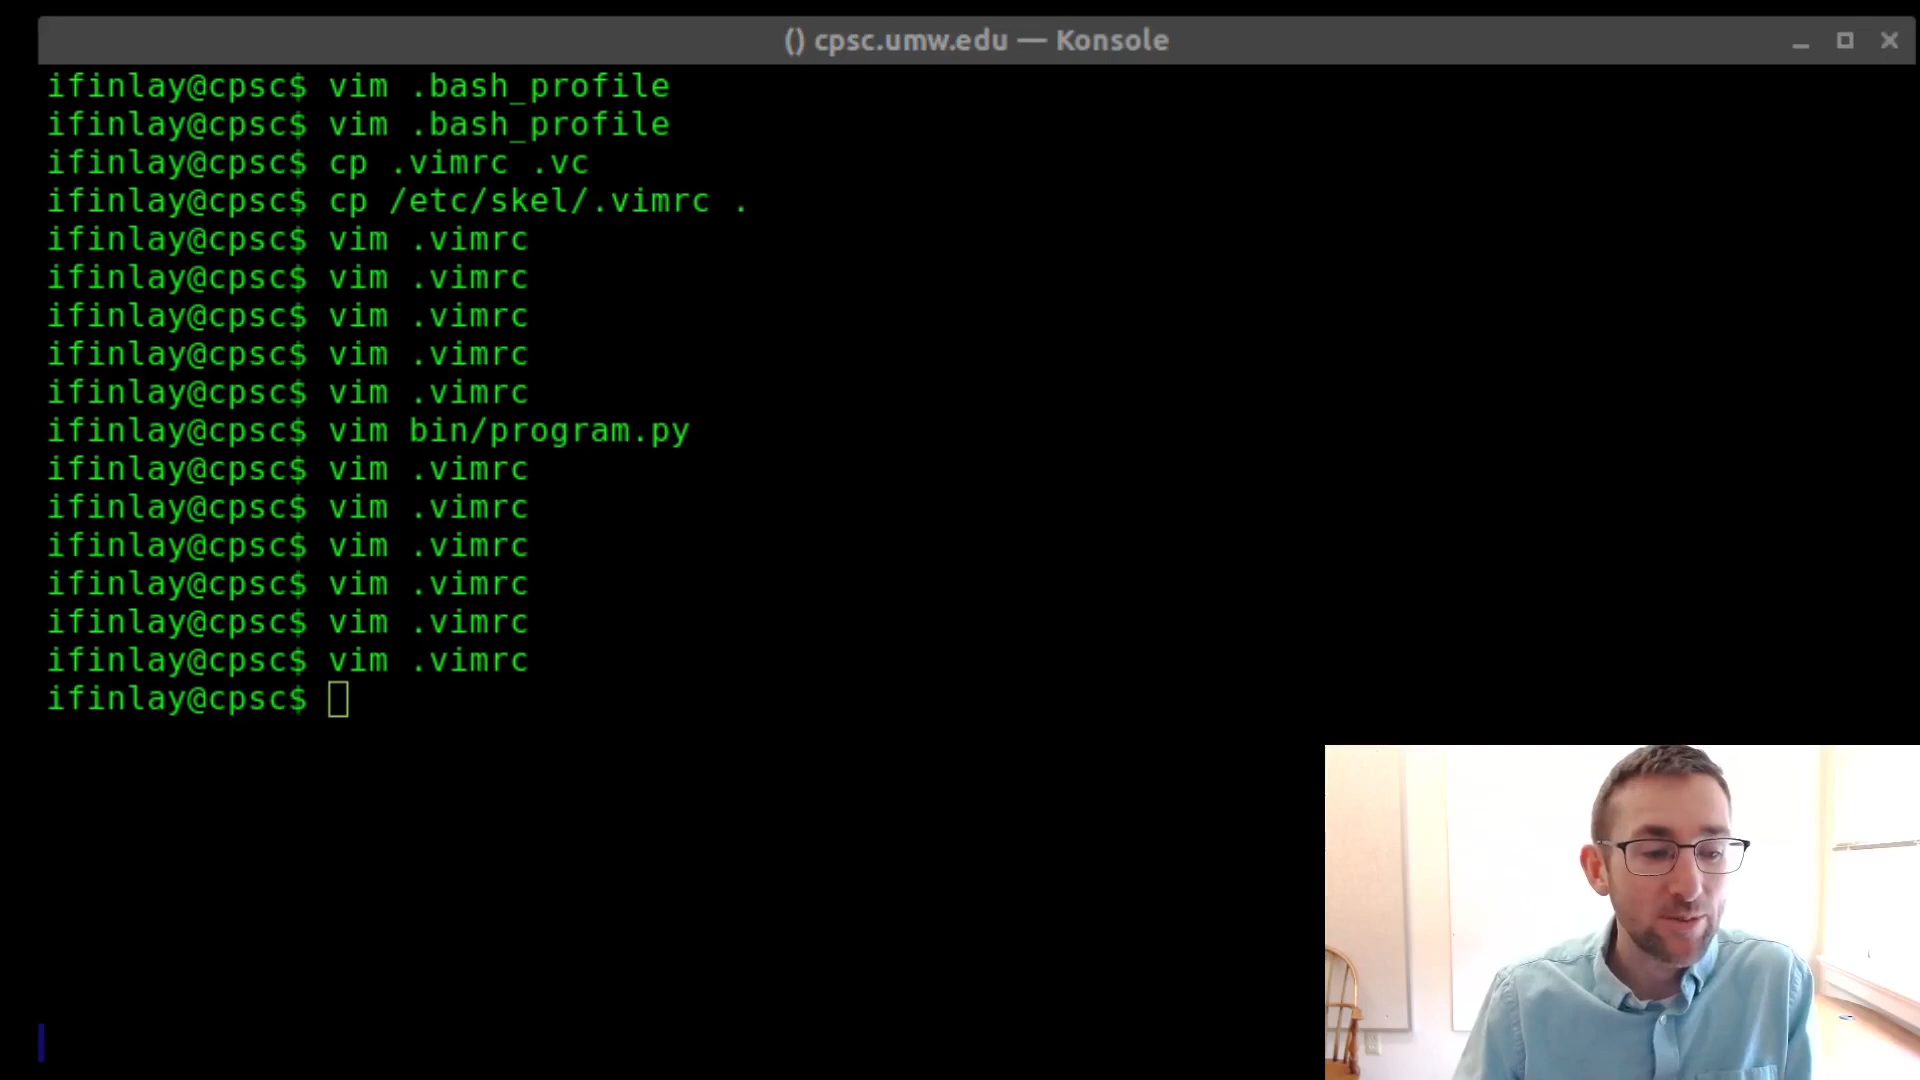 () cpsc.umw.edu — Konsole
ifinlay@cpsc$ vim .bash_profile
ifinlay@cpsc$ vim .bash_profile
ifinlay@cpsc$ cp .vimrc .vc
ifinlay@cpsc$ cp /etc/skel/.vimrc .
ifinlay@cpsc$ vim .vimrc
ifinlay@cpsc$ vim .vimrc
ifinlay@cpsc$ vim .vimrc
ifinlay@cpsc$ vim .vimrc
ifinlay@cpsc$ vim .vimrc
ifinlay@cpsc$ vim bin/program.py
ifinlay@cpsc$ vim .vimrc
ifinlay@cpsc$ vim .vimrc
ifinlay@cpsc$ vim .vimrc
ifinlay@cpsc$ vim .vimrc
ifinlay@cpsc$ vim .vimrc
ifinlay@cpsc$ vim .vimrc
ifinlay@cpsc$